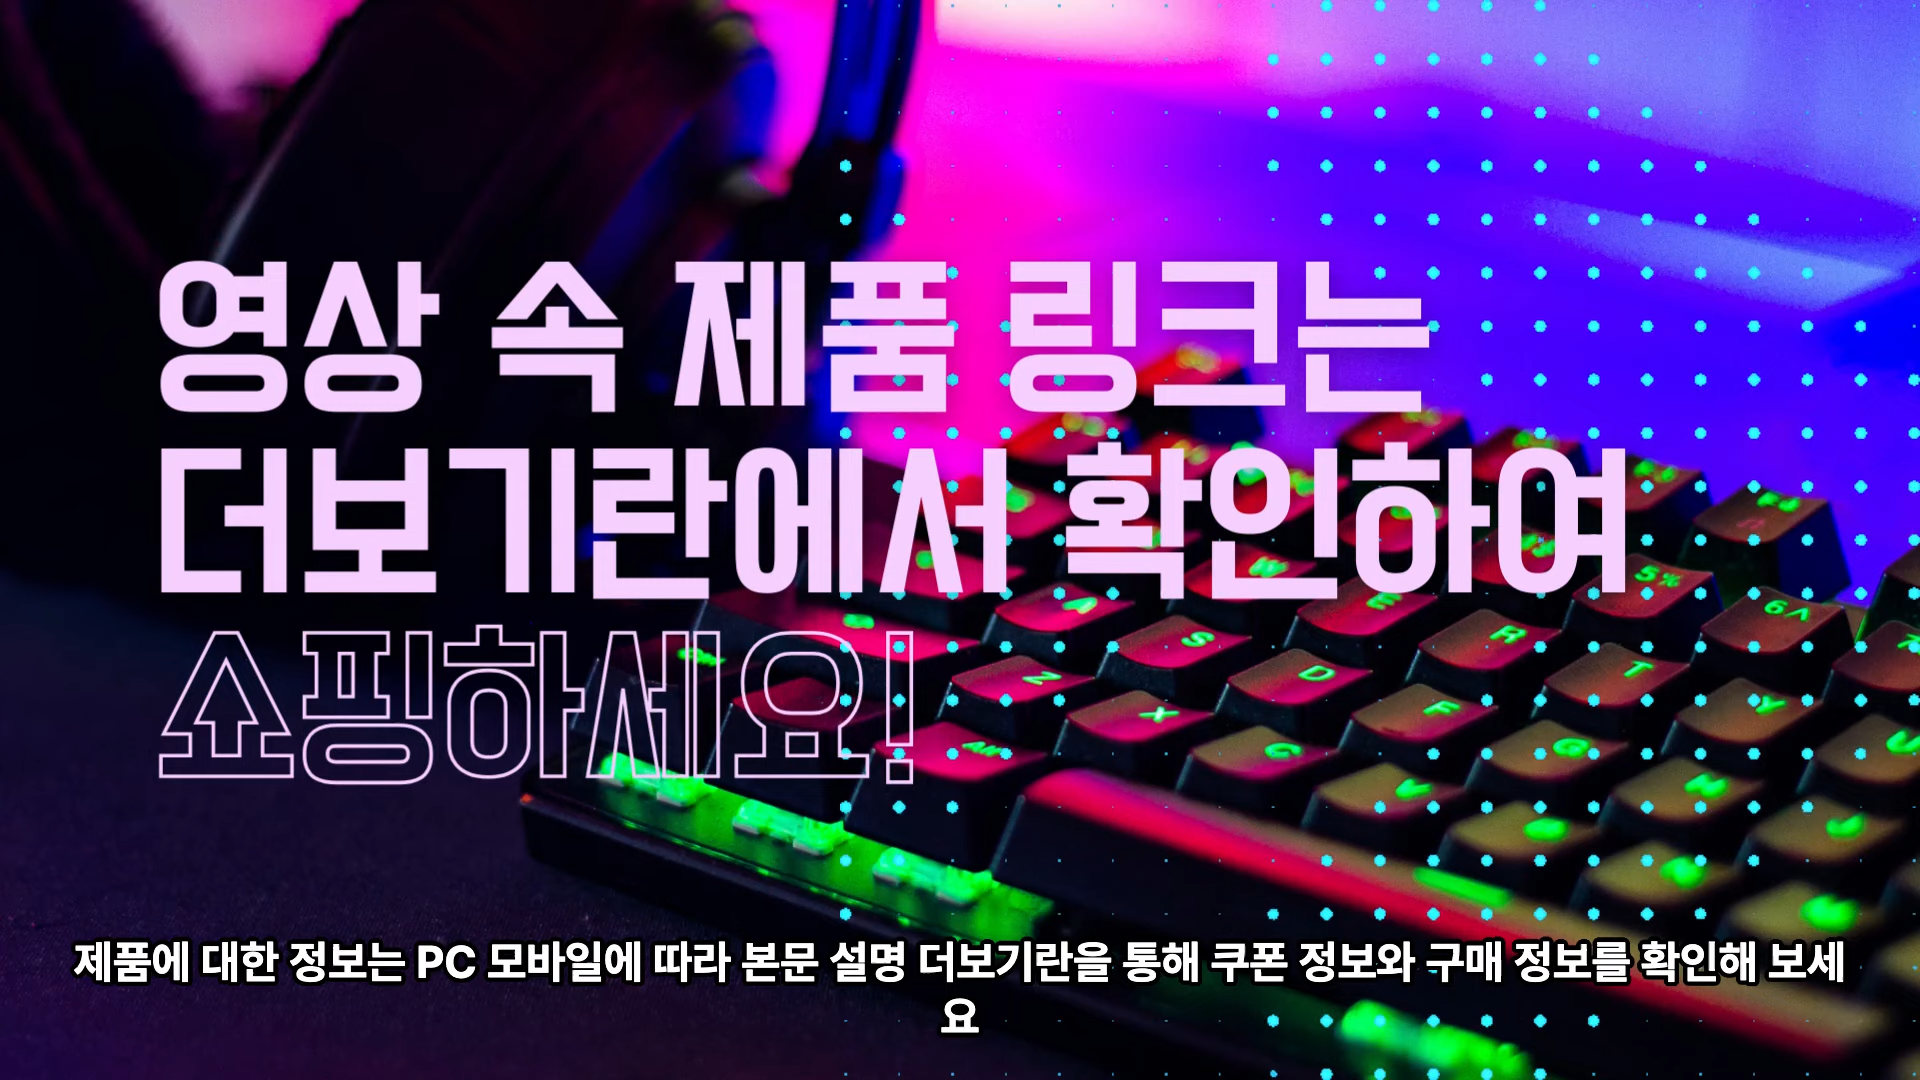 영상 속 제품 링크는
더보기란에서 확인하여
쇼핑하세요!
제품에 대한 정보는 PC 모바일에 따라 본문 설명 더보기란을 통해 쿠폰 정보와 구매 정보를 확인해 보세
요